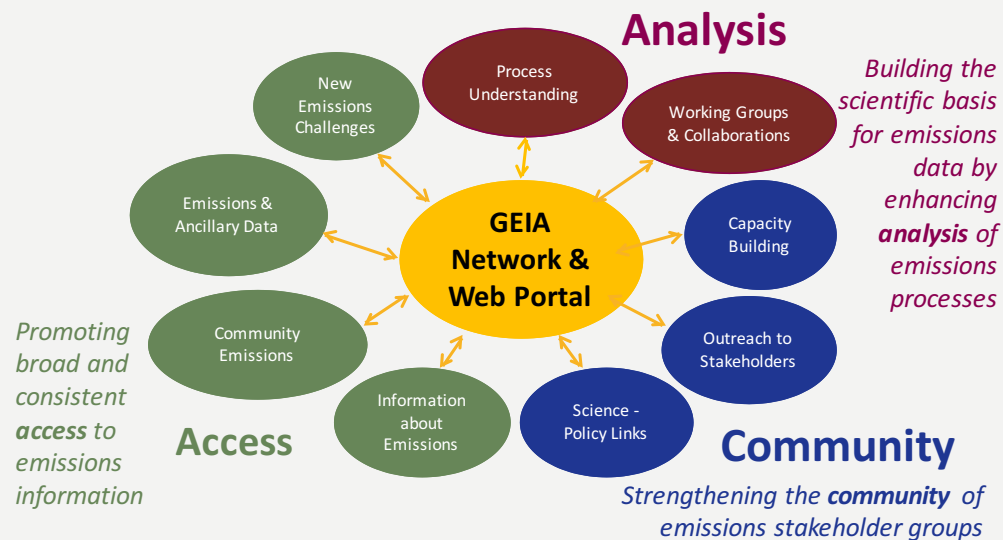 Analysis
Building the
scientific basis
for emissions
data by
enhancing
analysis of
emissions
processes
Process
Understanding
New
Emissions
Challenges
Working Groups
& Collaborations
Emissions &
Ancillary Data
GEIA
Network &
Web Portal
Capacity
Building
Community
Emissions
Outreach to
Stakeholders
Information
about
Emissions
Science -
Policy Links
Promoting
broad and
consistent
access to
emissions
information
Access
Community
Strengthening the community of
emissions stakeholder groups